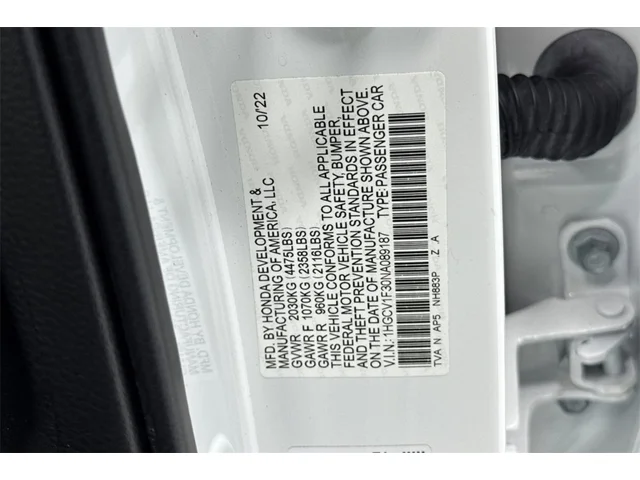 MFD. BY HONDA DEVELOPMENT & 10/22
MANUFACTURING OF AMERICA, LLC
GVWR 2030KG (4475LBS)
GAWR F 1070KG (2358LBS)
GAWR R 960KG (2116LBS)
THIS VEHICLE CONFORMS TO ALL APPLICABLE
FEDERAL MOTOR VEHICLE SAFETY, BUMPER,
AND THEFT PREVENTION STANDARDS IN EFFECT
ON THE DATE OF MANUFACTURE SHOWN ABOVE.
V.I.N: 1HGCV1F30NA089187 TYPE:PASSENGER CAR
TVA N AP5 NH883P Z A